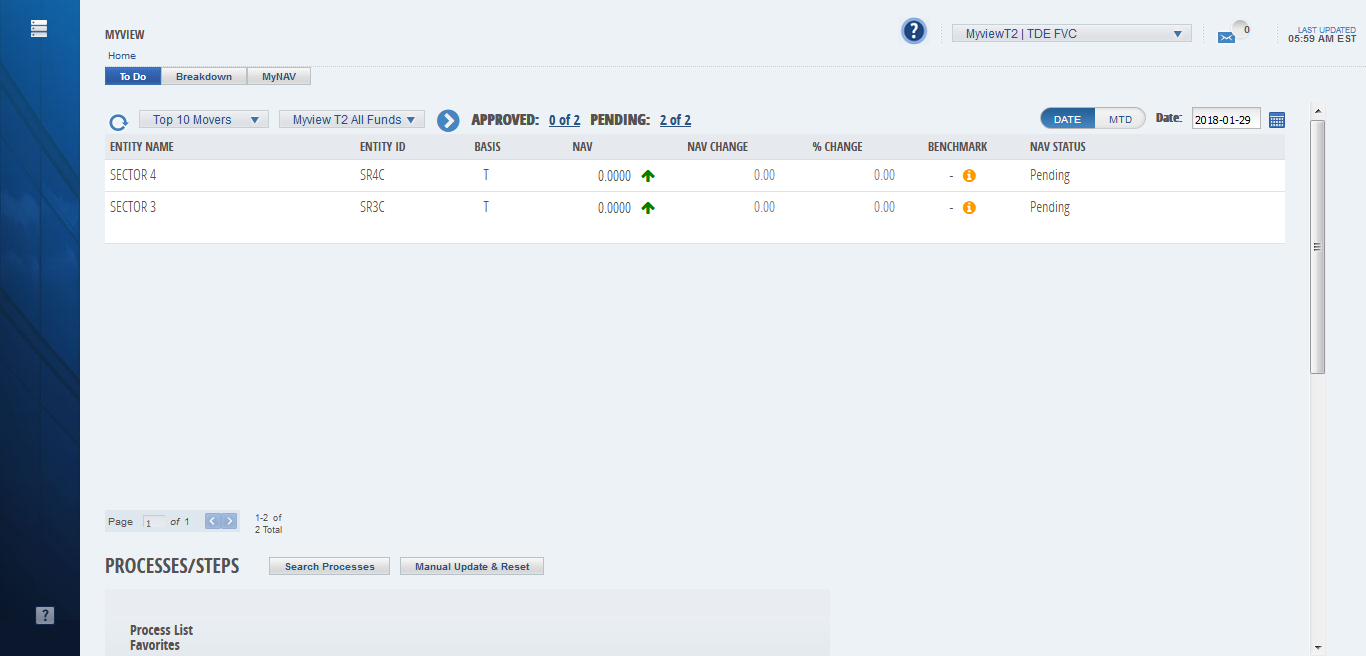 MYVIEW
?
MyviewT2 | TDE FVC
0
LAST UPDATED
05:59 AM EST
Home
To Do Breakdown MyNAV
Top 10 Movers Myview T2 All Funds APPROVED: 0 of 2 PENDING: 2 of 2 DATE MTD Date: 2018-01-29
ENTITY NAME ENTITY ID BASIS NAV NAV CHANGE % CHANGE BENCHMARK NAV STATUS
SECTOR 4 SR4C T 0.0000 0.00 0.00 - i Pending
SECTOR 3 SR3C T 0.0000 0.00 0.00 - i Pending
Page 1 of 1
1-2 of
2 Total
PROCESSES/STEPS Search Processes Manual Update & Reset
?
Process List
Favorites